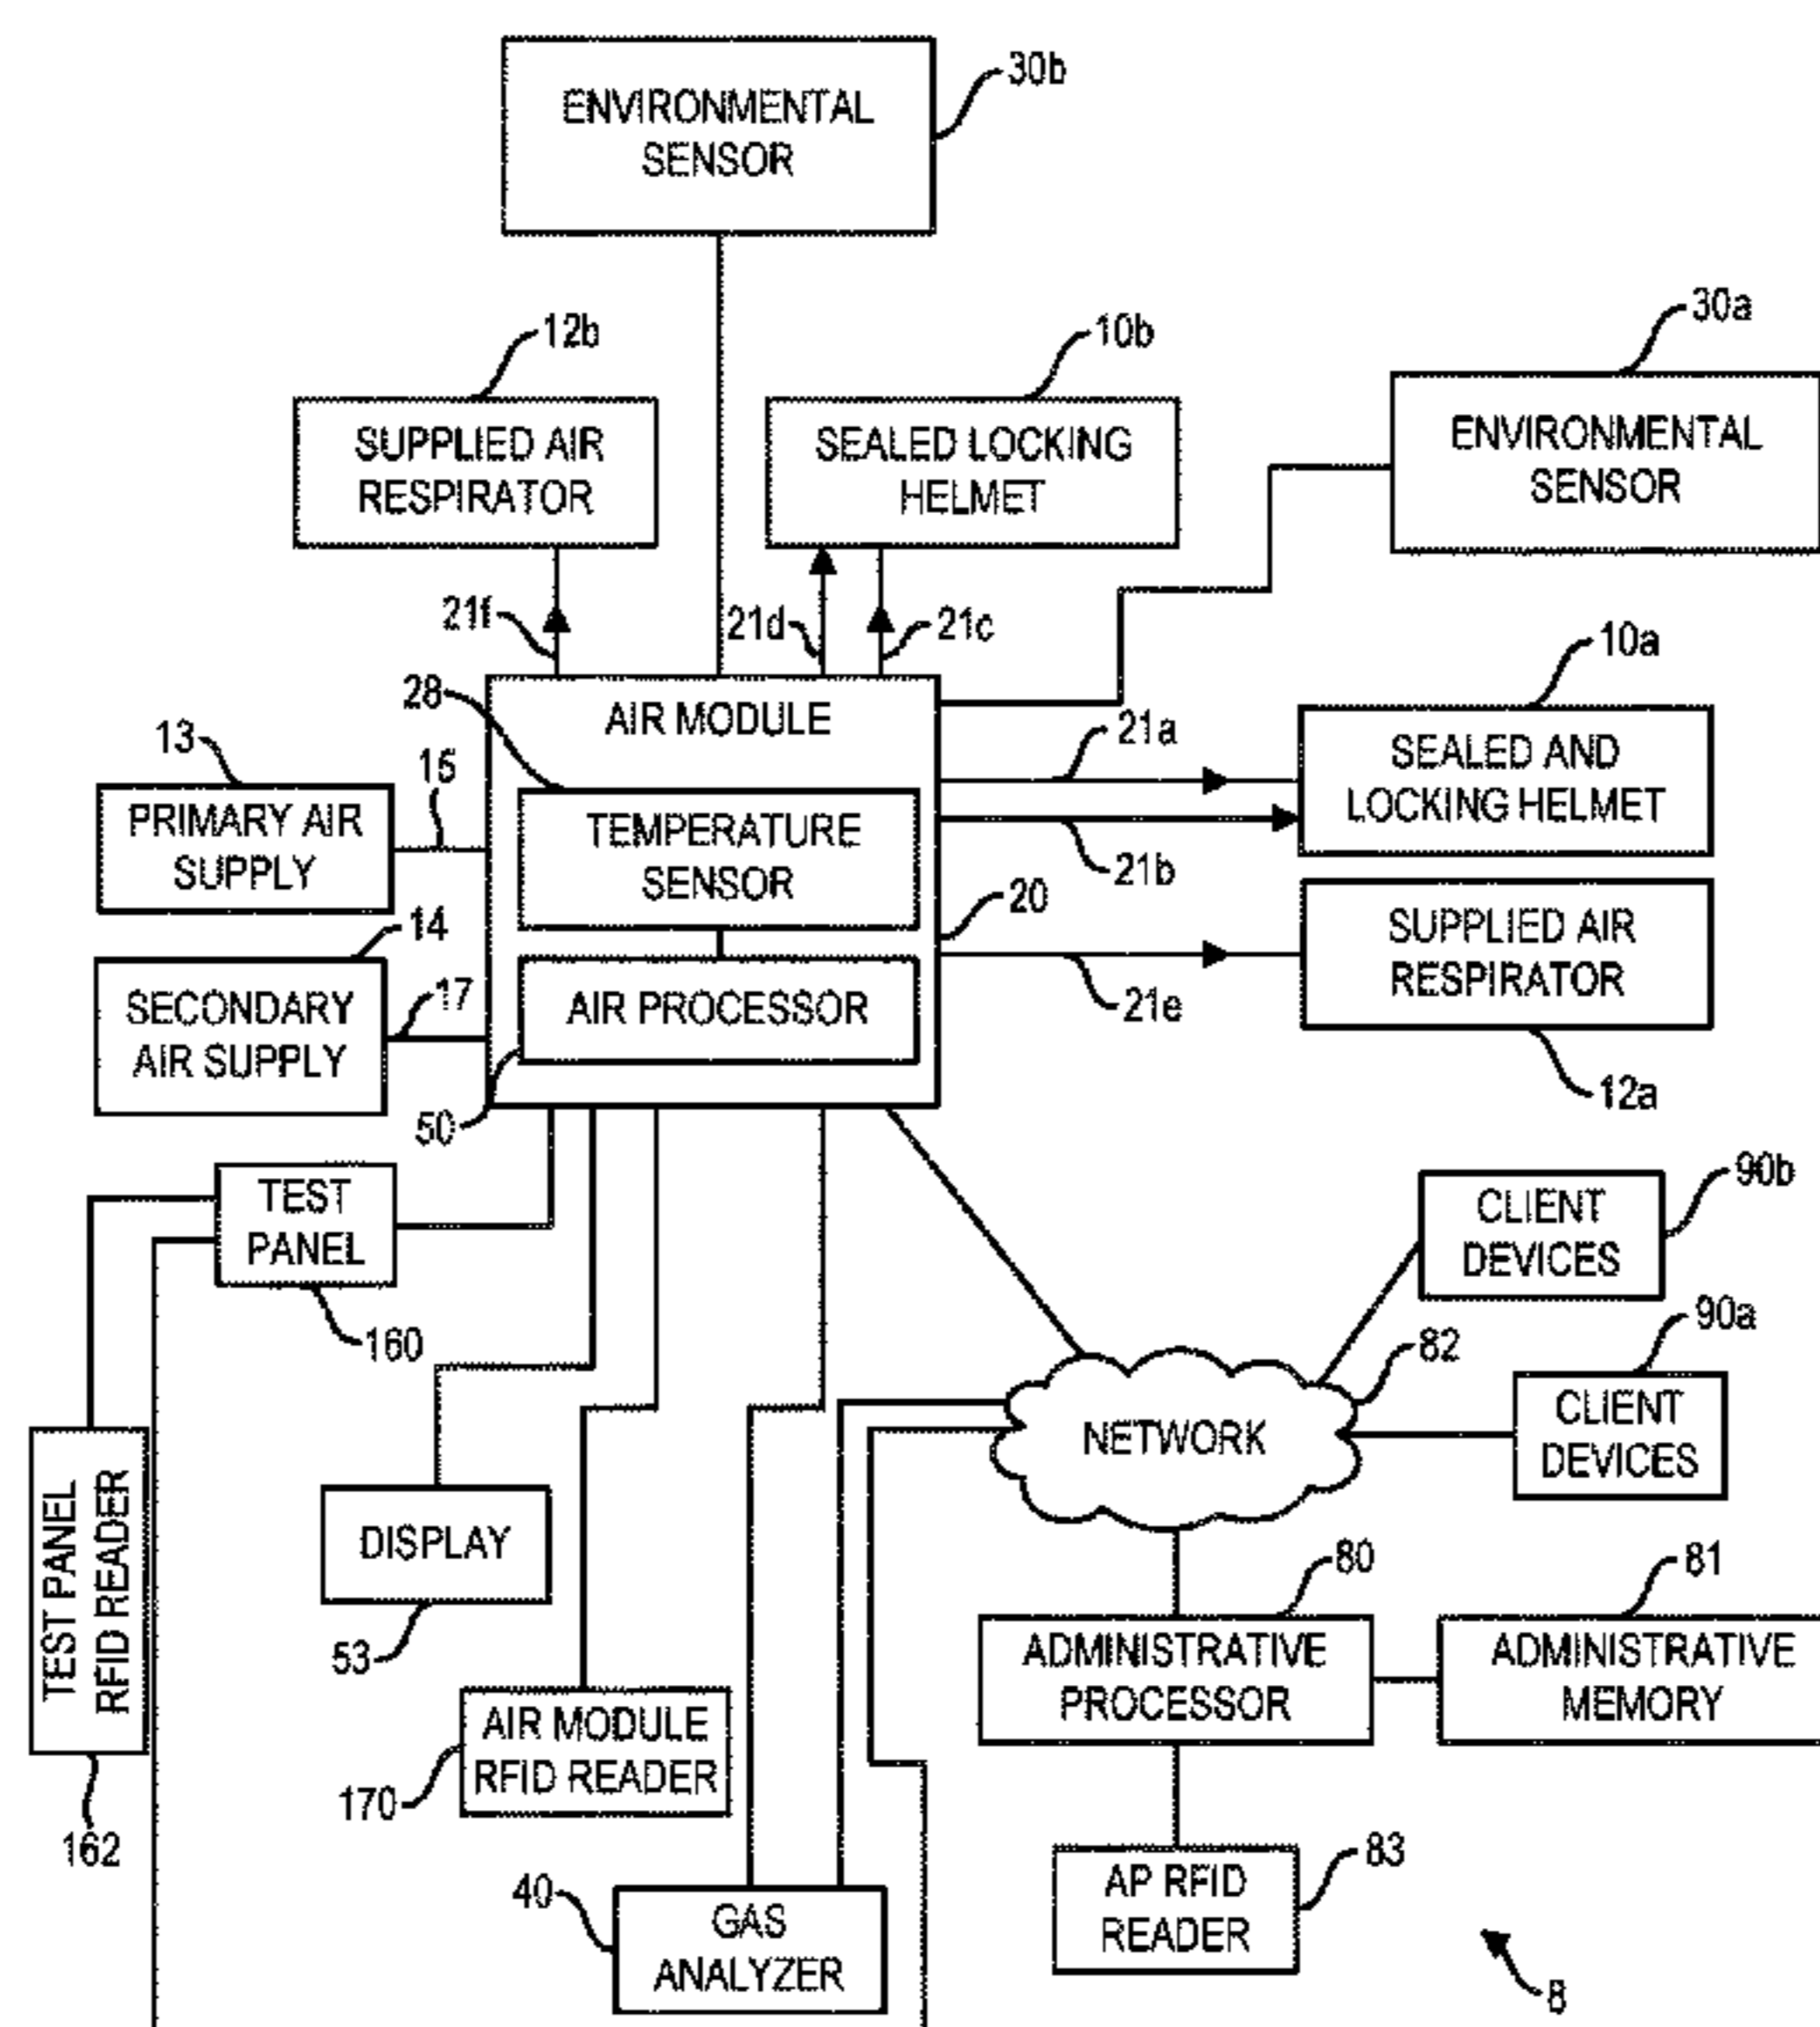 30b
ENVIRONMENTAL
SENSOR
30a
ENVIRONMENTAL
SENSOR
12b
SUPPLIED AIR
RESPIRATOR
10b
SEALED LOCKING
HELMET
21f
21d
21c
10a
SEALED AND
LOCKING HELMET
28
AIR MODULE
21a
21b
13
PRIMARY AIR
SUPPLY
15
TEMPERATURE
SENSOR
20
14
SECONDARY
AIR SUPPLY
17
AIR PROCESSOR
50
21e
SUPPLIED AIR
RESPIRATOR
12a
TEST
PANEL
160
90b
CLIENT
DEVICES
90a
CLIENT
DEVICES
82
NETWORK
TEST PANEL
RFID READER
162
DISPLAY
53
80
ADMINISTRATIVE
PROCESSOR
81
ADMINISTRATIVE
MEMORY
AIR MODULE
RFID READER
170
40
GAS
ANALYZER
AP RFID
READER
83
8